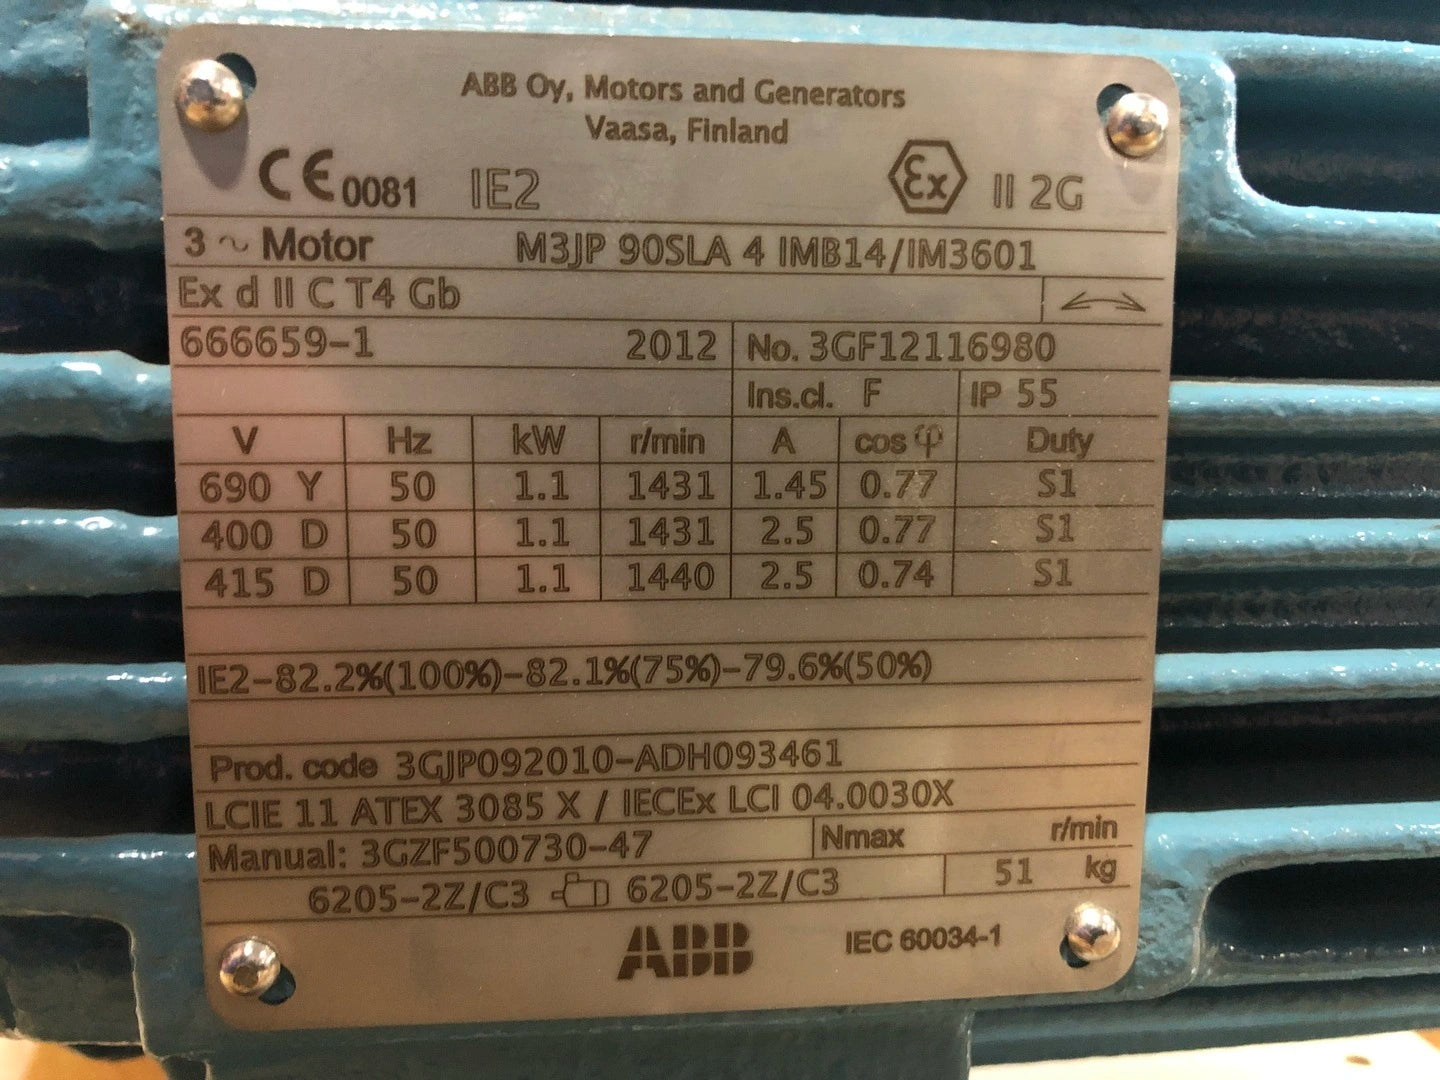 ABB Oy, Motors and Generators
Vaasa, Finland
CE 0081 IE2 Ex II 2G
3 ~ Motor M3JP 90SLA 4 IMB14/IM3601
Ex d II C T4 Gb
666659-1 2012 No. 3GF12116980
Ins.cl. F IP 55
V Hz kW r/min A cos φ Duty
690 Y 50 1.1 1431 1.45 0.77 S1
400 D 50 1.1 1431 2.5 0.77 S1
415 D 50 1.1 1440 2.5 0.74 S1
IE2-82.2%(100%)-82.1%(75%)-79.6%(50%)
Prod. code 3GJP092010-ADH093461
LCIE 11 ATEX 3085 X / IECEx LCI 04.0030X
Manual: 3GZF500730-47 Nmax r/min
6205-2Z/C3 6205-2Z/C3 51 kg
ABB IEC 60034-1